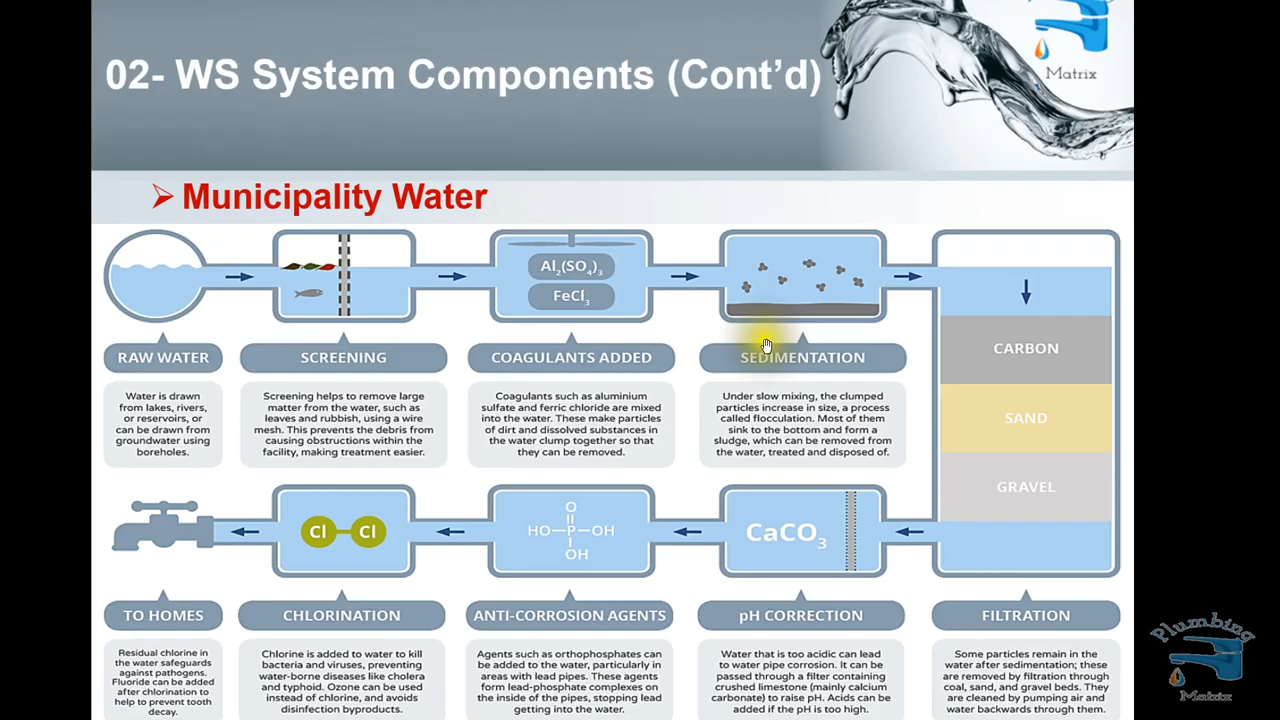 02- WS System Components (Cont’d)
Matrix
Municipality Water
Al2(SO4)3
FeCl3
RAW WATER
SCREENING
COAGULANTS ADDED
SEDIMENTATION
CARBON
SAND
GRAVEL
Water is drawn
from lakes, rivers,
or reservoirs, or
can be drawn from
groundwater using
boreholes.
Screening helps to remove large
matter from the water, such as
leaves and rubbish, using a wire
mesh. This prevents the debris from
causing obstructions within the
facility, making treatment easier.
Coagulants such as aluminium
sulfate and ferric chloride are mixed
into the water. These make particles
of dirt and dissolved substances in
the water clump together so that
they can be removed.
Under slow mixing, the clumped
particles increase in size, a process
called flocculation. Most of them
sink to the bottom and form a
sludge, which can be removed from
the water, treated and disposed of.
Cl Cl
O
HO P OH
OH
CaCO3
TO HOMES
CHLORINATION
ANTI-CORROSION AGENTS
pH CORRECTION
FILTRATION
Residual chlorine in
the water safeguards
against pathogens.
Fluoride can be added
after chlorination to
help to prevent tooth
decay.
Chlorine is added to water to kill
bacteria and viruses, preventing
water-borne diseases like cholera
and typhoid. Ozone can be used
instead of chlorine, and avoids
disinfection byproducts.
Agents such as orthophosphates can
be added to the water, particularly in
areas with lead pipes. These agents
form lead-phosphate complexes on
the inside of the pipes, stopping lead
getting into the water.
Water that is too acidic can lead
to water pipe corrosion. It can be
passed through a filter containing
crushed limestone (mainly calcium
carbonate) to raise pH. Acids can be
added if the pH is too high.
Some particles remain in the
water after sedimentation; these
are removed by filtration through
coal, sand, and gravel beds. They
are cleaned by pumping air and
water backwards through them.
Plumbing
Matrix